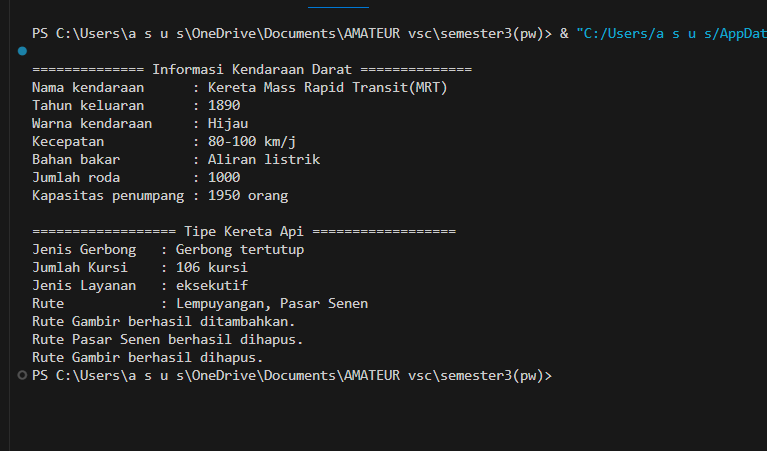 PS C:\Users\a s u s\OneDrive\Documents\AMATEUR vsc\semester3(pw)> & "C:/Users/a s u s/AppDat
============== Informasi Kendaraan Darat ==============
Nama kendaraan      : Kereta Mass Rapid Transit(MRT)
Tahun keluaran      : 1890
Warna kendaraan     : Hijau
Kecepatan           : 80-100 km/j
Bahan bakar         : Aliran listrik
Jumlah roda         : 1000
Kapasitas penumpang : 1950 orang
================== Tipe Kereta Api ==================
Jenis Gerbong   : Gerbong tertutup
Jumlah Kursi    : 106 kursi
Jenis Layanan   : eksekutif
Rute            : Lempuyangan, Pasar Senen
Rute Gambir berhasil ditambahkan.
Rute Pasar Senen berhasil dihapus.
Rute Gambir berhasil dihapus.
PS C:\Users\a s u s\OneDrive\Documents\AMATEUR vsc\semester3(pw)>